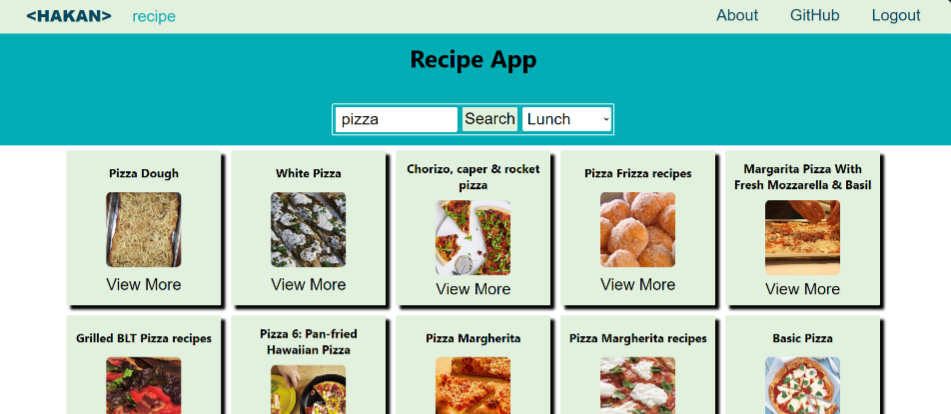 <HAKAN> recipe About GitHub Logout
Recipe App
pizza Search Lunch
Pizza Dough
White Pizza
Chorizo, caper & rocket
pizza
Pizza Frizza recipes
Margarita Pizza With
Fresh Mozzarella & Basil
View More
View More
View More
View More
View More
Grilled BLT Pizza recipes
Pizza 6: Pan-fried
Hawaiian Pizza
Pizza Margherita
Pizza Margherita recipes
Basic Pizza